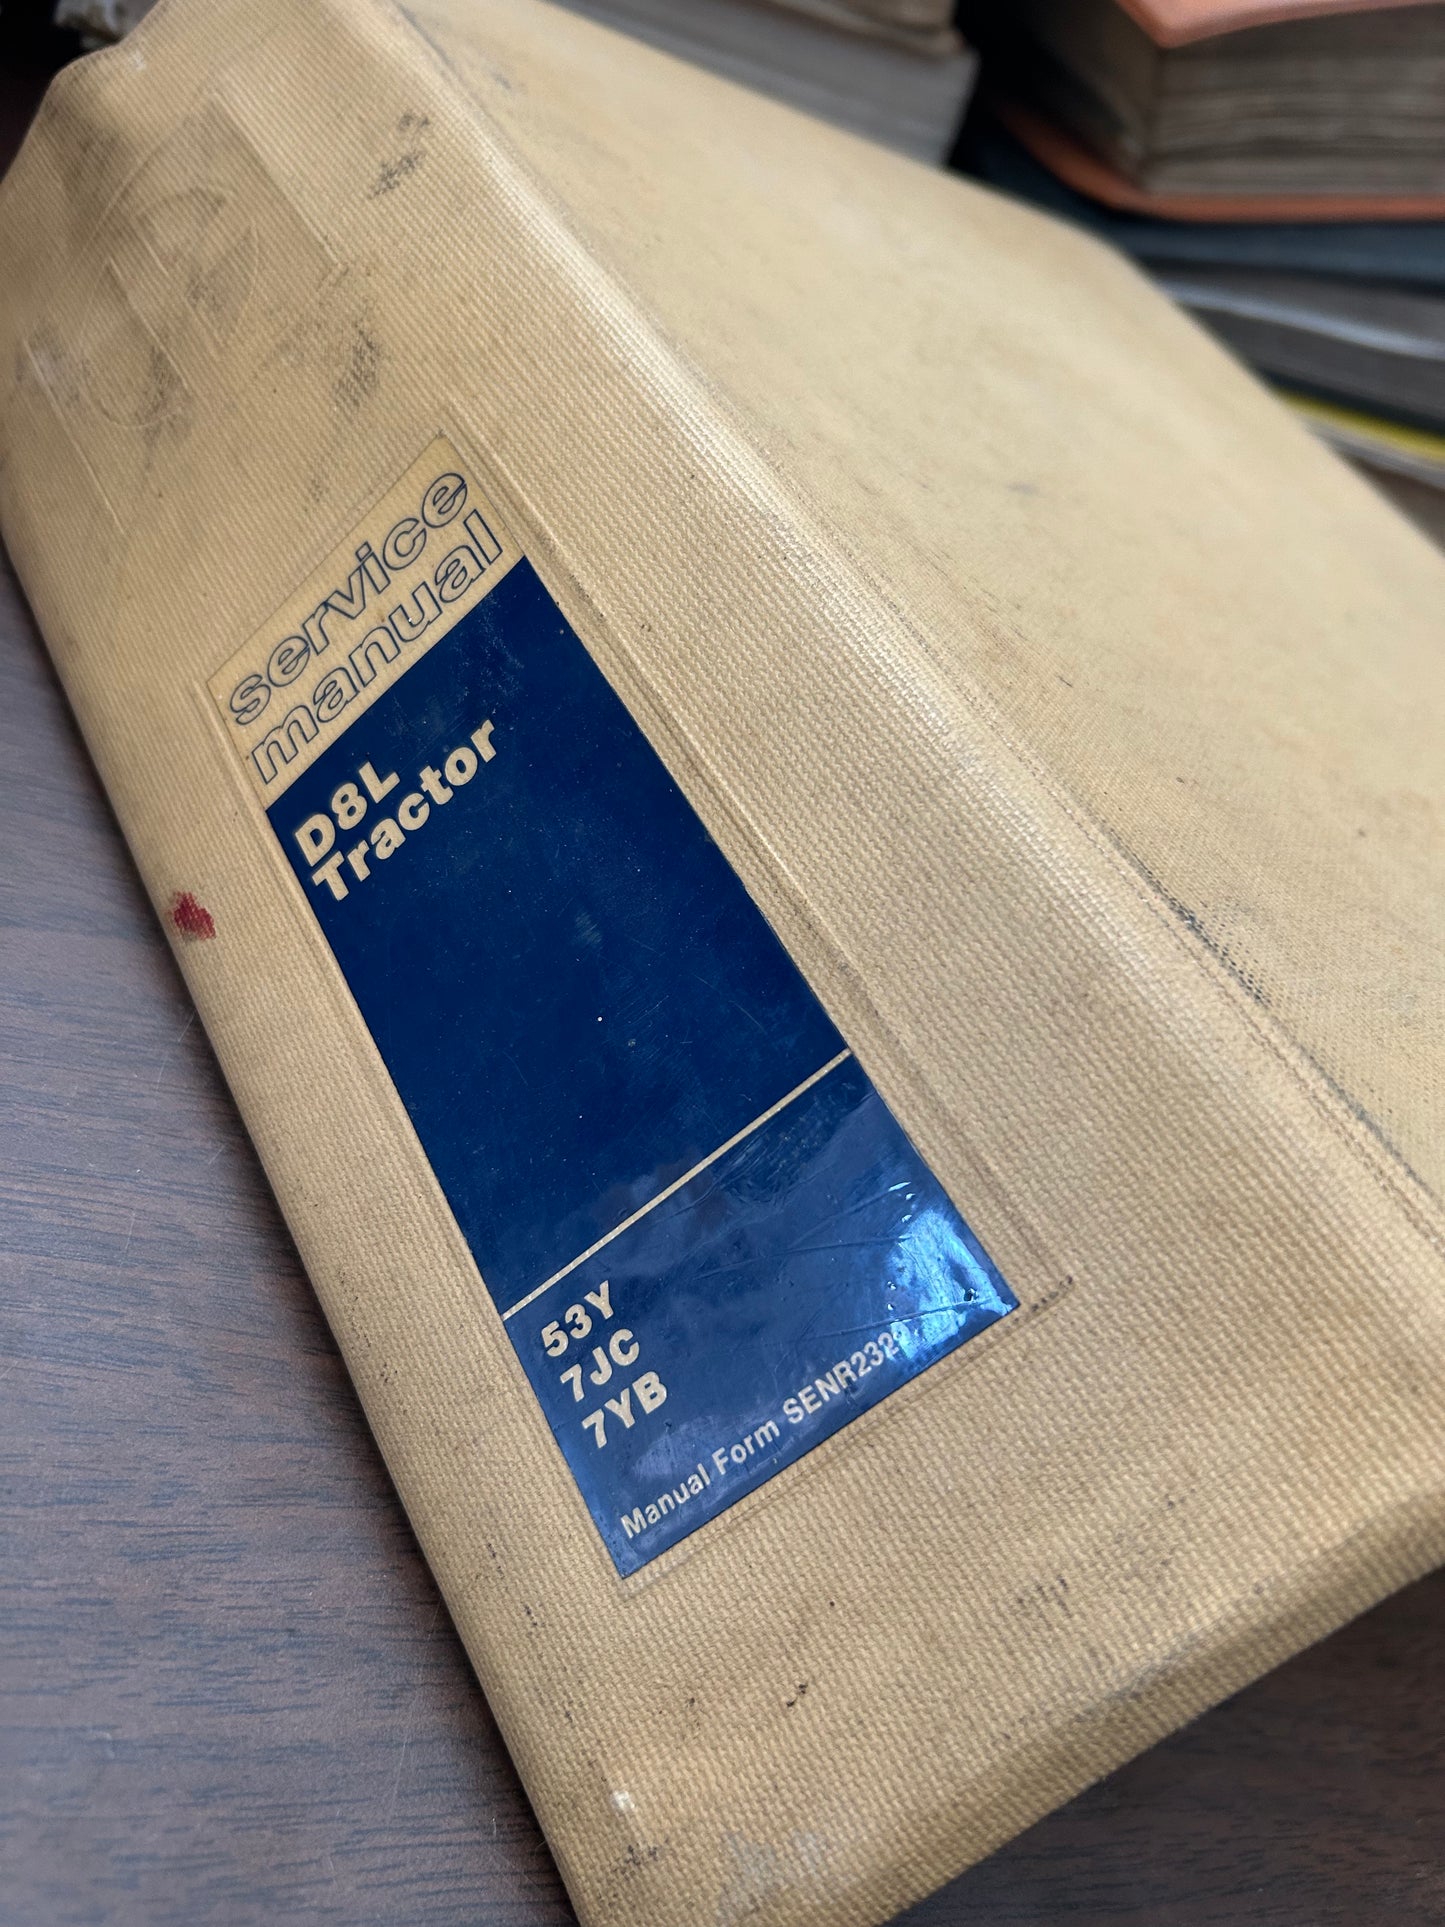 service
manual
D8L
Tractor
53Y
7JC
7YB
Manual Form